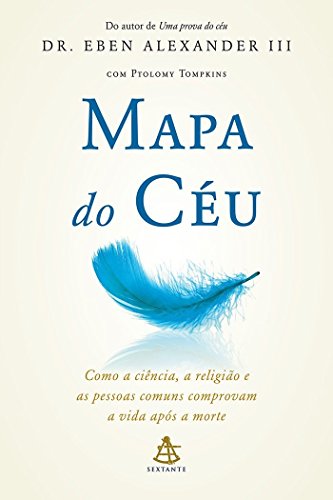 Do autor de Uma prova do céu
DR. EBEN ALEXANDER III
COM PTOLOMY TOMPKINS
MAPA
do CÉU
Como a ciência, a religião e
as pessoas comuns comprovam
a vida após a morte
SEXTANTE